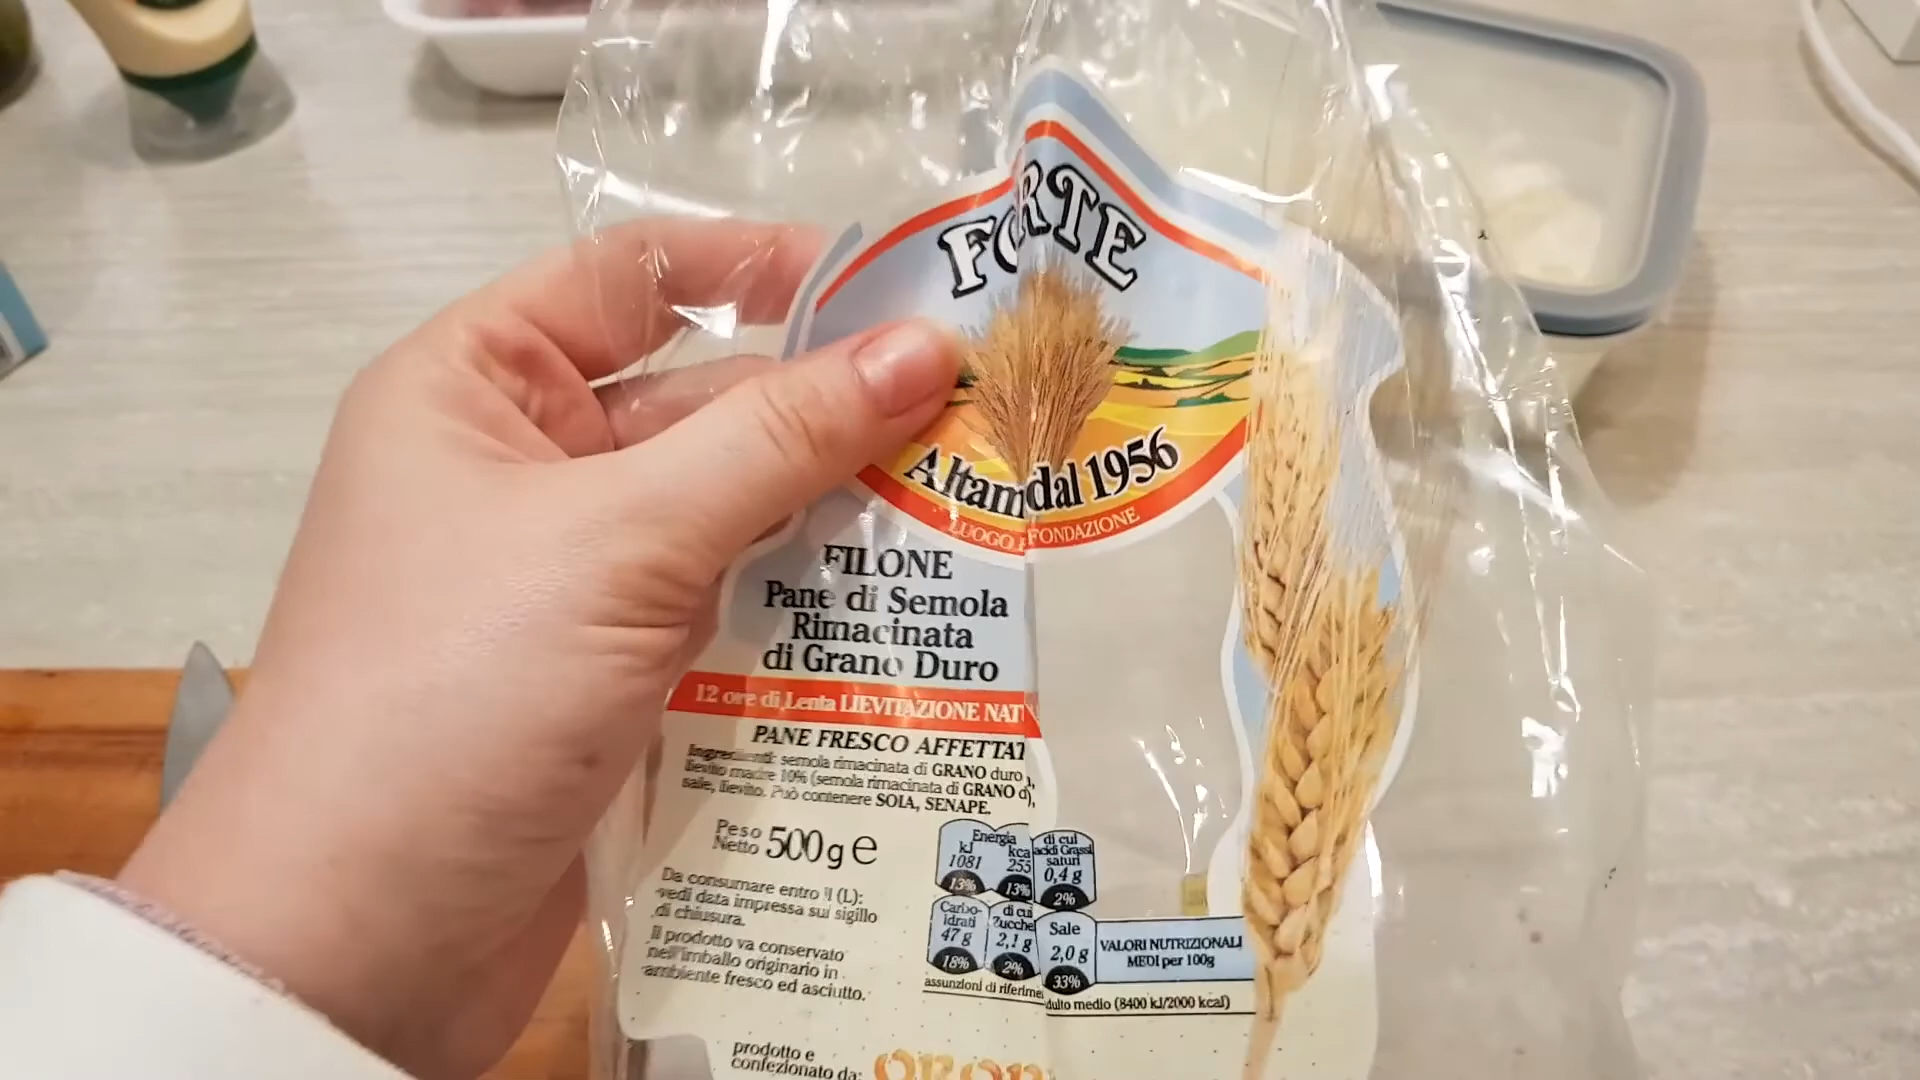 FORTE
Altam dal 1956
LUOGO FONDAZIONE
FILONE
Pane di Semola
Rimacinata
di Grano Duro
12 ore di Lenta LIEVITAZIONE NAT
PANE FRESCO AFFETTAT
Ingredienti: semola rimacinata di GRANO duro,
lievito madre 10% (semola rimacinata di GRANO d),
sale, lievito. Può contenere SOIA, SENAPE.
Peso
Netto 500g e
Da consumare entro il (L):
vedi data impressa sul sigillo
di chiusura.
Il prodotto va conservato
nell'imballo originario in
ambiente fresco ed asciutto.
Energia
kJ kca
1081 255
13% 13%
di cui
acidi Grassi
saturi
0,4 g
2%
Carbo-
idrati
47 g
18%
di cui
Zucche
2,1 g
2%
Sale
2,0 g
33%
VALORI NUTRIZIONALI
MEDI per 100g
assunzioni di riferime dulto medio (8400 kJ/2000 kcal)
prodotto e
confezionato da: